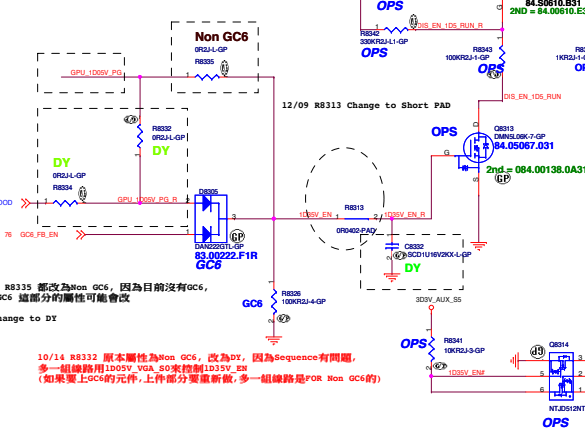 OPS
84.S0610.B31
2ND = 84.00610.E3
DIS_EN_1D5_RUN_R
R8342
330KR2J-L1-GP
OPS
R8343
100KR2J-1-GP
OPS
1KR2J-1-G
DIS_EN_1D5_RUN
Non GC6
0R2J-L-GP
R8335
GPU_1D05V_PG
12/09 R8313 Change to Short PAD
R8332
0R2J-L-GP
DY
DY
0R2J-L-GP
R8334
GPU_1D05V_PG_R
76 GC6_FB_EN
D8305
DAN222GTL-GP
83.00222.F1R
GC6
1D35V_EN
R8313
0R0402-PAD
1D35V_EN_R
OPS
Q8313
DMN5L06K-7-GP
84.05067.031
2nd = 84.00138.0A31
C8332
SCD1U16V2KX-L-GP
DY
GC6
R8326
100KR2J-4-GP
3D3V_AUX_S5
OPS
R8341
10KR2J-3-GP
1D35V_EN#
Q8314
NTJD512NT
OPS
R8335 都改為Non GC6, 因為目前沒有GC6,
GC6 這部分的屬性可能會改
ange to DY
10/14 R8332 原本屬性為Non GC6, 改為DY, 因為Sequence有問題,
多一組線路用1D05V_VGA_S0來控制1D35V_EN
(如果要上GC6的元件,上件部分要重新做,多一組線路是FOR Non GC6的)